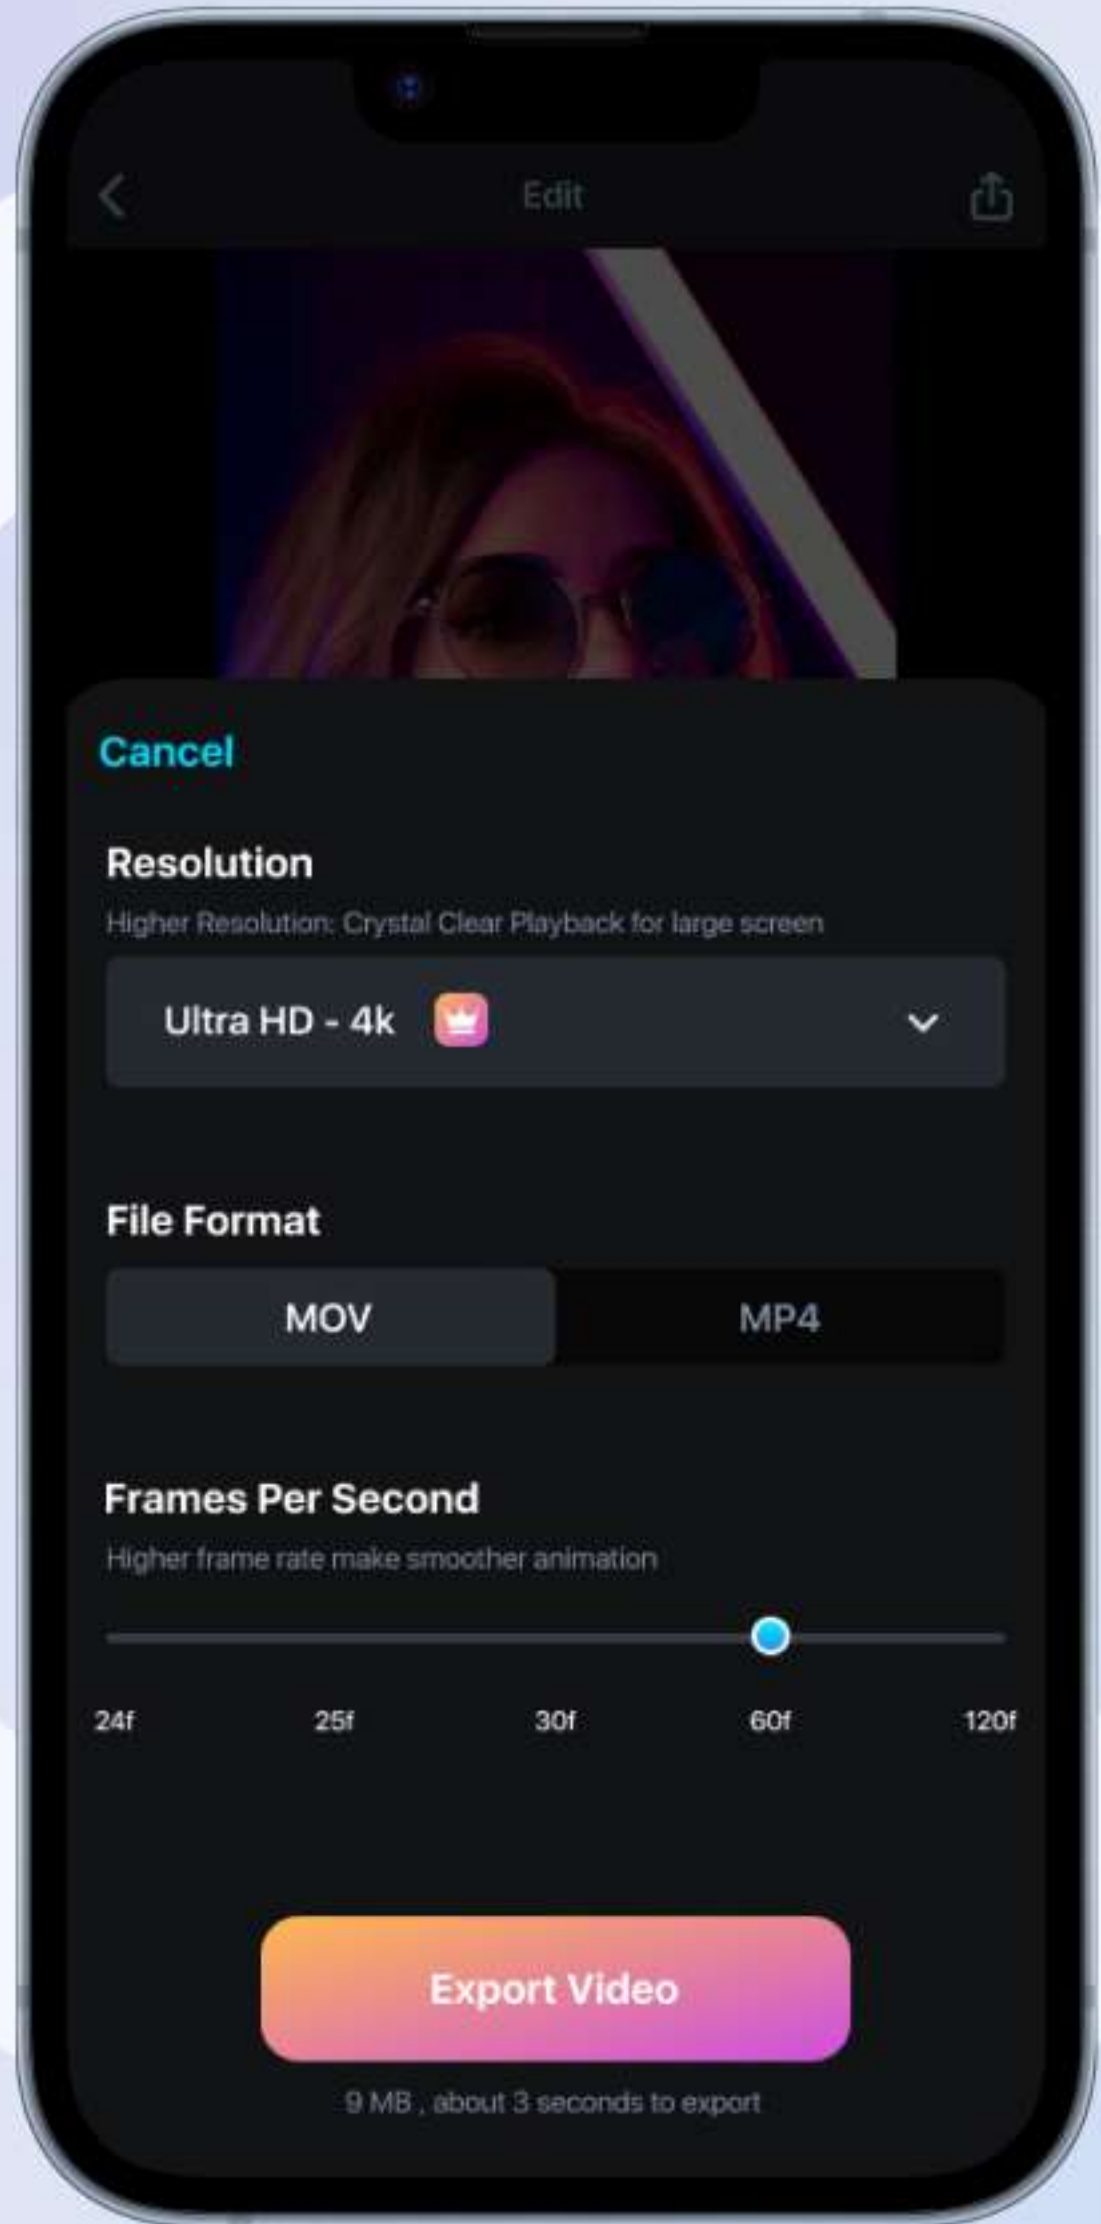 Edit
Cancel
Resolution
Higher Resolution: Crystal Clear Playback for large screen
Ultra HD - 4k
File Format
MOV MP4
Frames Per Second
Higher frame rate make smoother animation
24f 25f 30f 60f 120f
Export Video
9 MB , about 3 seconds to export